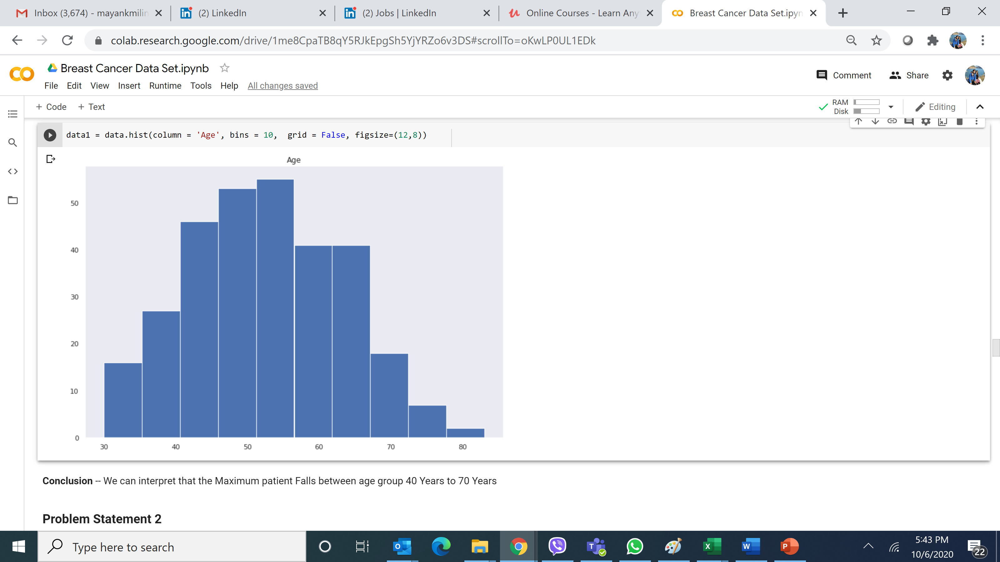 Inbox (3,674) - mayankmilin
(2) LinkedIn
(2) Jobs | LinkedIn
Online Courses - Learn Any
Breast Cancer Data Set.ipyn
colab.research.google.com/drive/1me8CpaTB8qY5RJkEpgSh5YjYRZo6v3DS#scrollTo=oKwLP0UL1EDk
Breast Cancer Data Set.ipynb
Comment
Share
File Edit View Insert Runtime Tools Help All changes saved
+ Code + Text
RAM
Disk
Editing
data1 = data.hist(column = 'Age', bins = 10,  grid = False, figsize=(12,8))
Age
50
40
30
20
10
0
30 40 50 60 70 80
Conclusion -- We can interpret that the Maximum patient Falls between age group 40 Years to 70 Years
Problem Statement 2
Type here to search
5:43 PM
10/6/2020
22